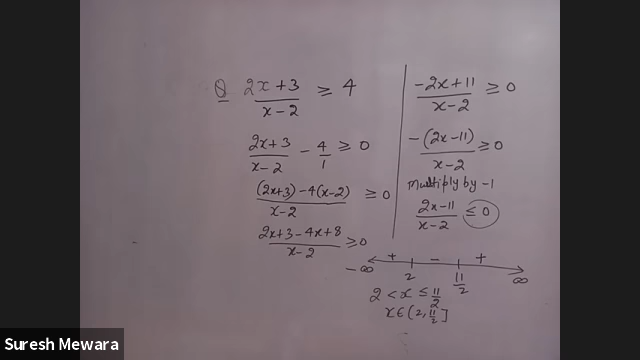 Q 2x+3/x-2 ≥ 4
2x+3/x-2 - 4/1 ≥ 0
(2x+3)-4(x-2)/x-2 ≥ 0
2x+3-4x+8/x-2 ≥ 0
-2x+11/x-2 ≥ 0
-(2x-11)/x-2 ≥ 0
Multiply by -1
2x-11/x-2 ≤ 0
+ - +
-∞ 2 11/2 ∞
2 < x ≤ 11/2
x∈(2, 11/2]
Suresh Mewara